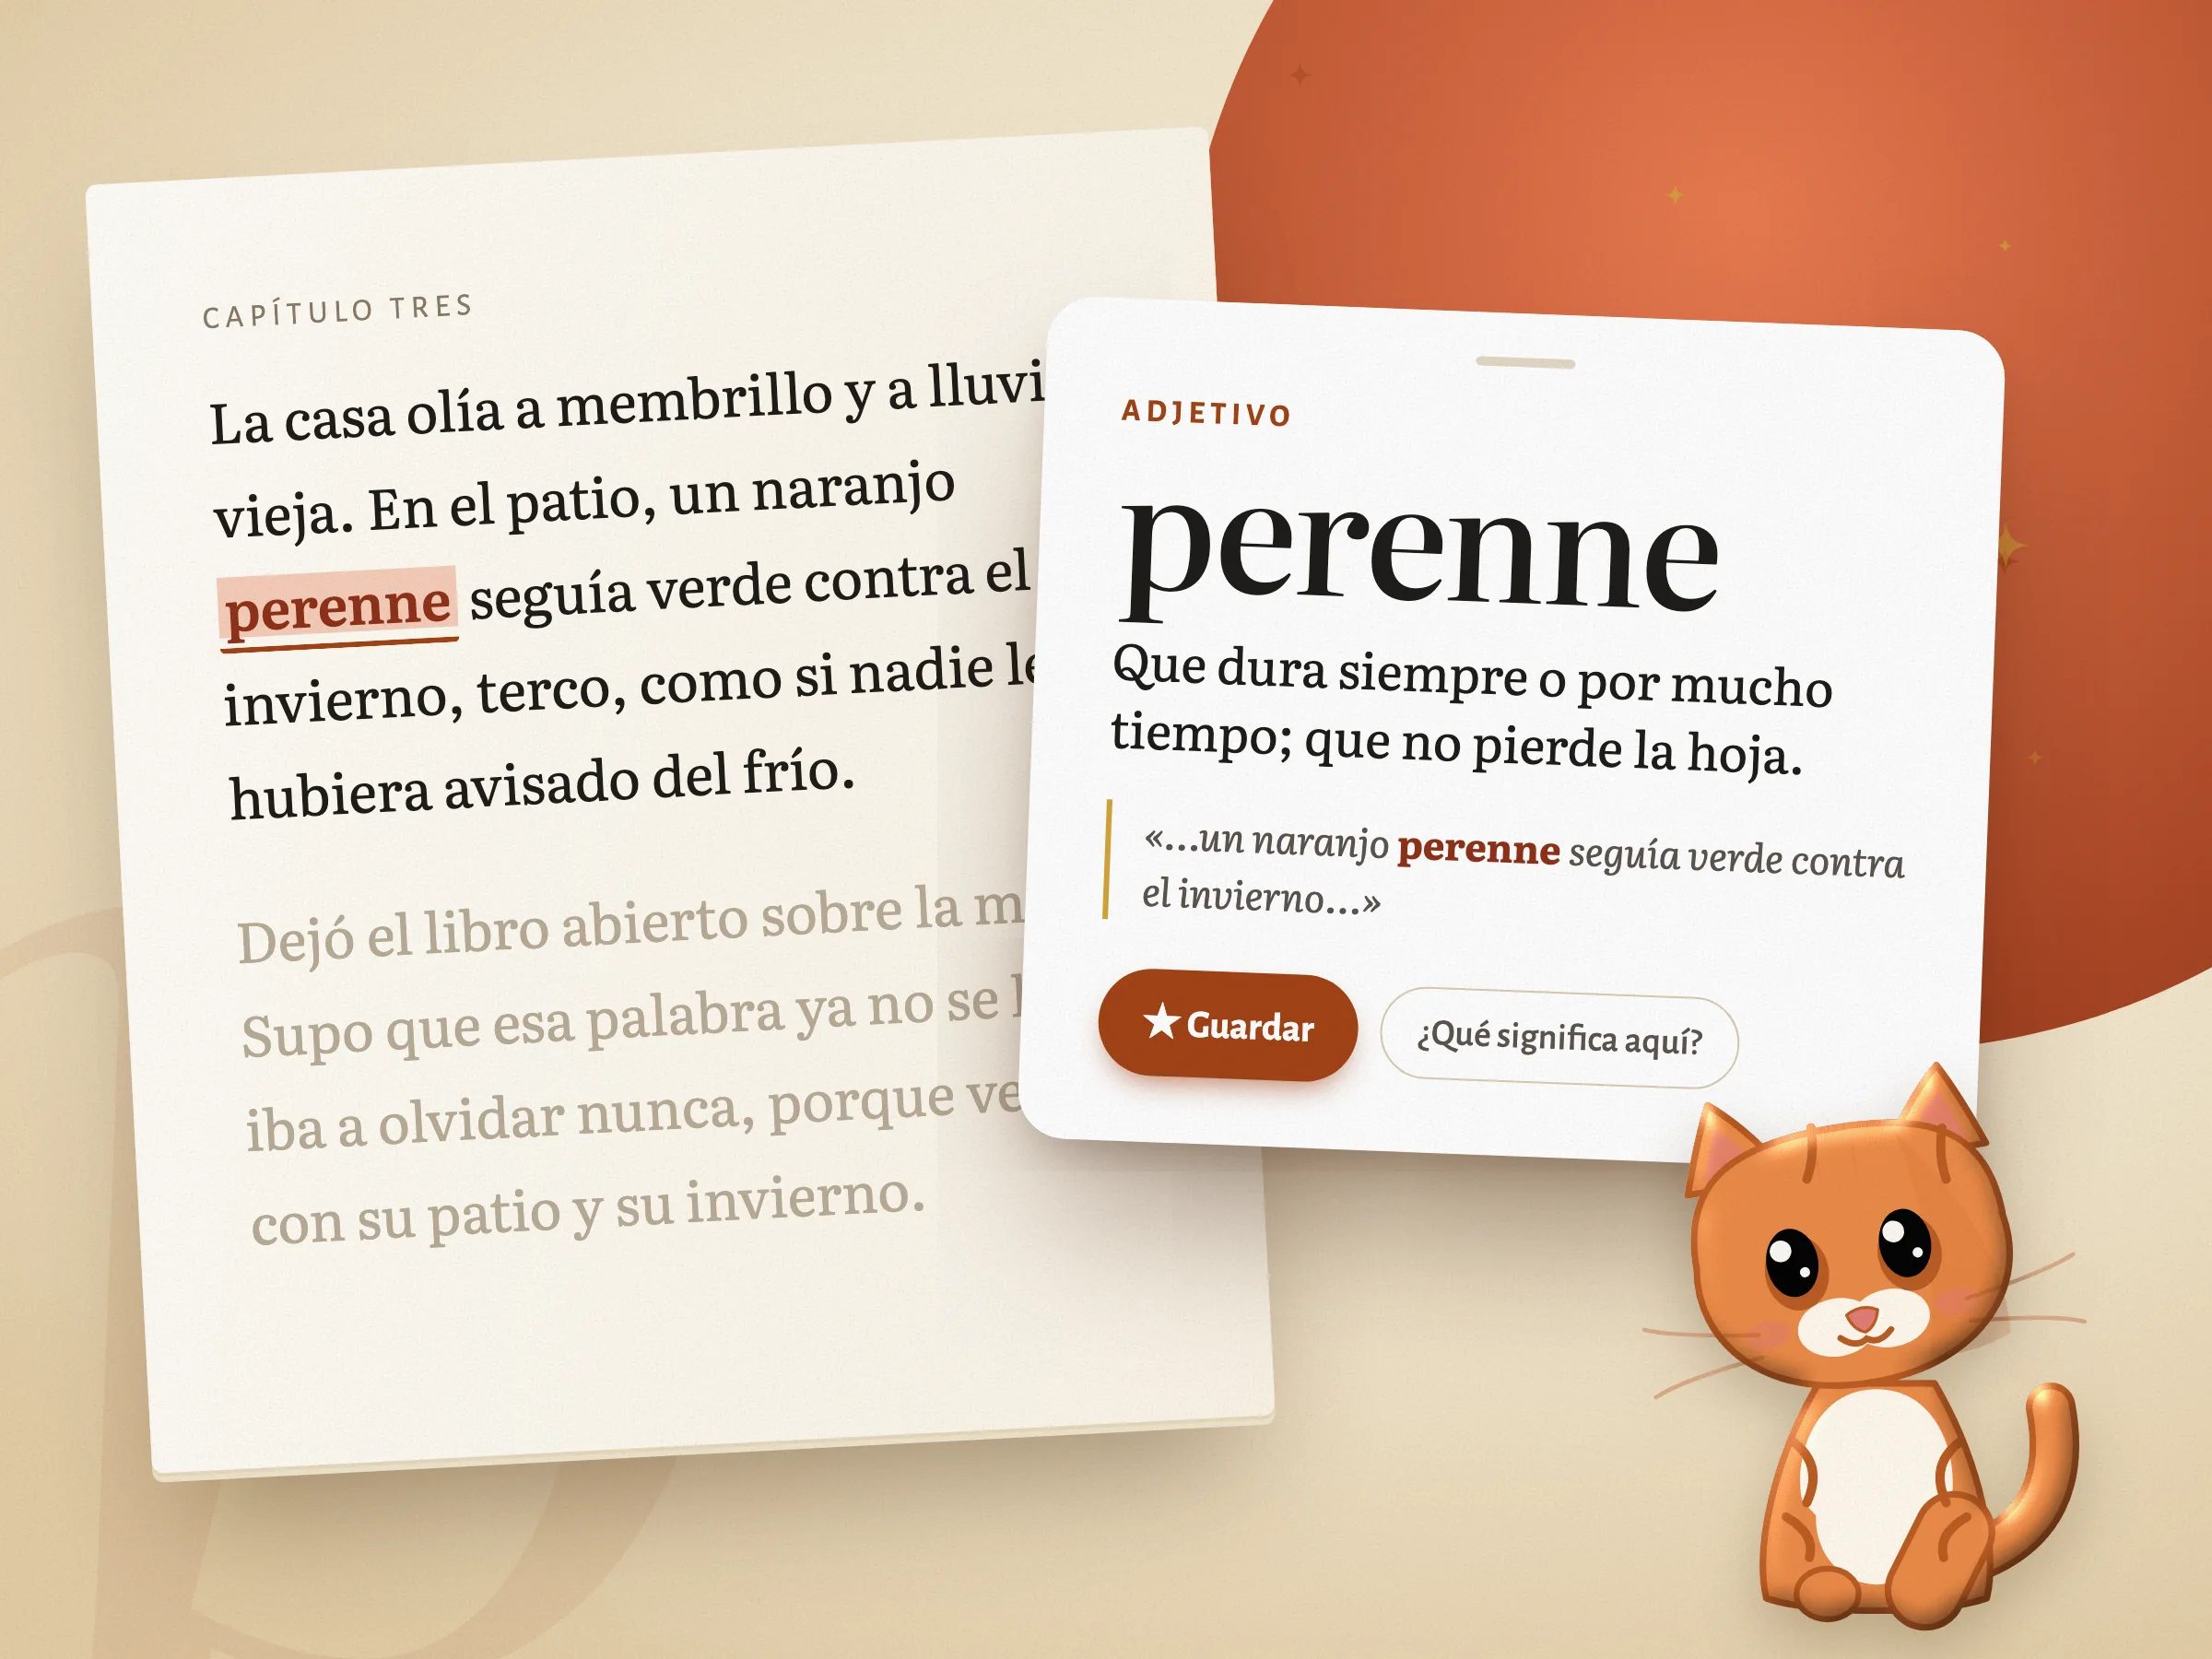 CAPÍTULO TRES
La casa olía a membrillo y a
vieja. En el patio, un naranjo
perenne seguía verde contra el
invierno, terco, como si nadie
hubiera avisado del frío.
Dejó el libro abierto sobre la
Supo que esa palabra ya no se
iba a olvidar nunca, porque
con su patio y su invierno.
ADJETIVO
perenne
Que dura siempre o por mucho
tiempo; que no pierde la hoja.
«...un naranjo perenne seguía verde contra
el invierno...»
★ Guardar
¿Qué significa aquí?